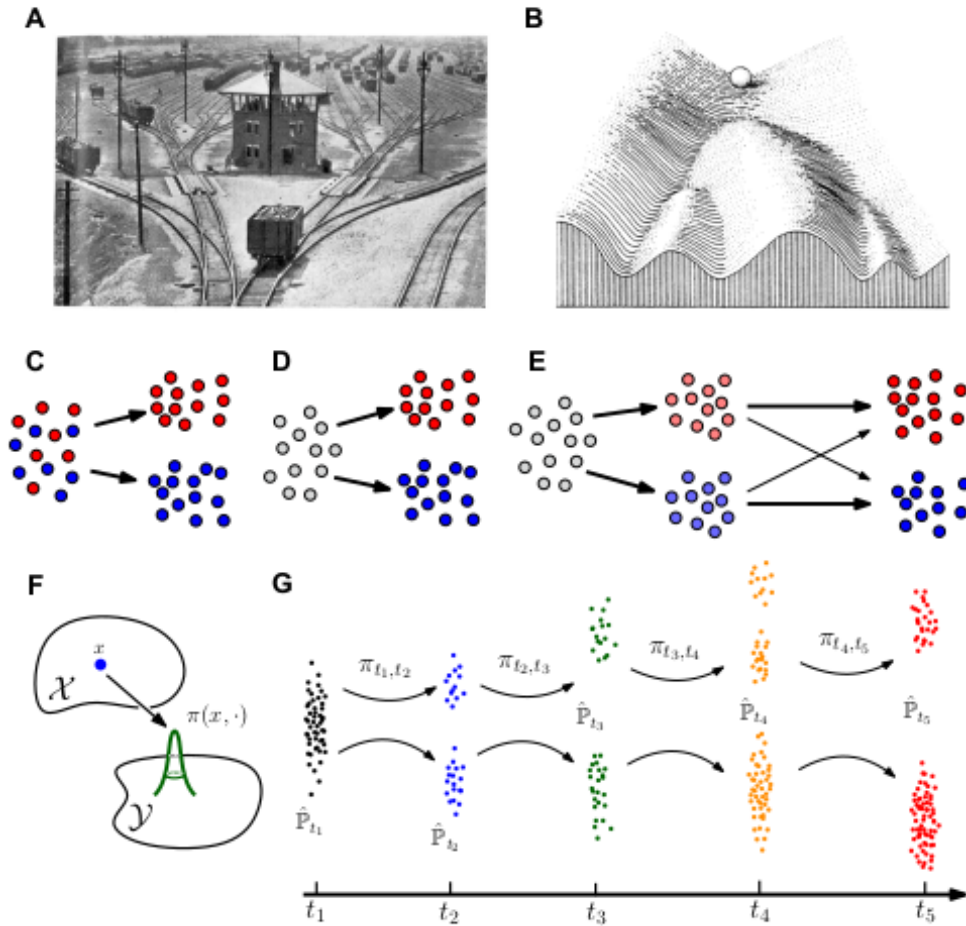 A
B
C
D
E
F
G
x
𝒳
π(x, ·)
𝒴
π_{t₁,t₂}
π_{t₂,t₃}
π_{t₃,t₄}
π_{t₄,t₅}
ℙ̂_{t₁}
ℙ̂_{t₂}
ℙ̂_{t₃}
ℙ̂_{t₄}
ℙ̂_{t₅}
t₁
t₂
t₃
t₄
t₅